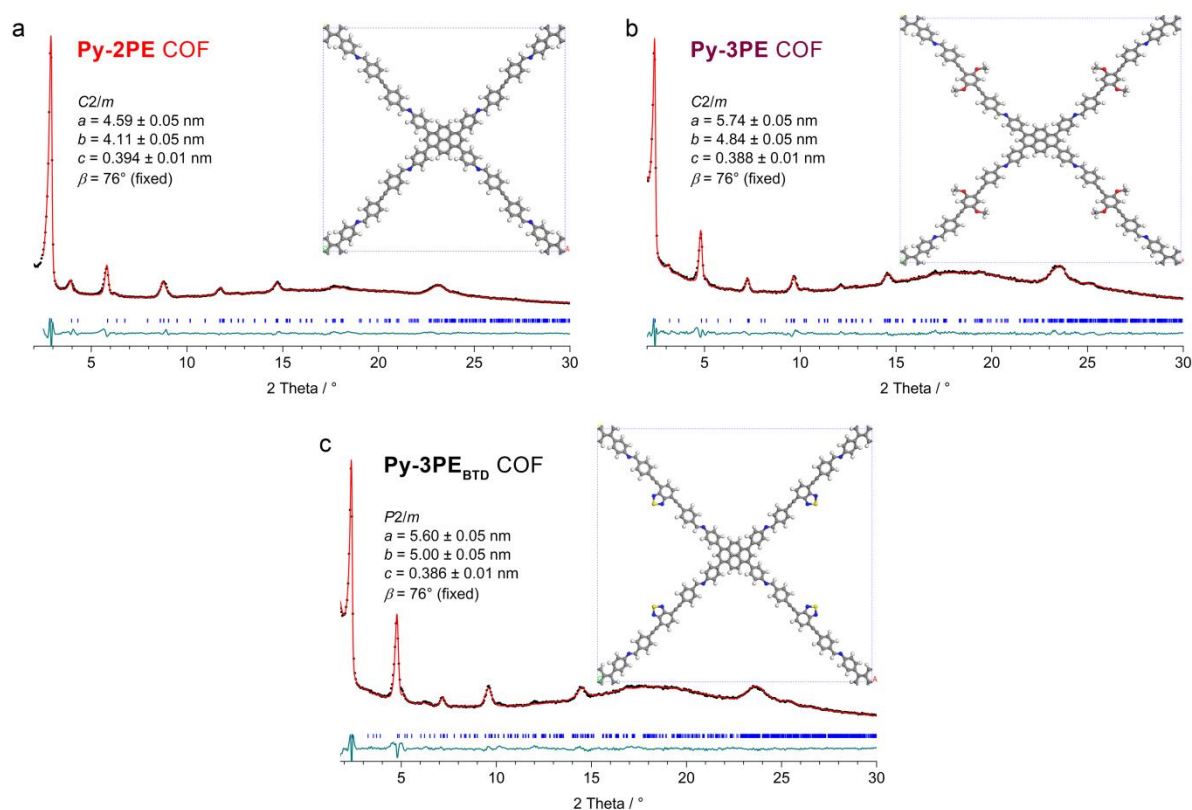 a
Py-2PE COF
C2/m
a = 4.59 ± 0.05 nm
b = 4.11 ± 0.05 nm
c = 0.394 ± 0.01 nm
β = 76° (fixed)
5 10 15 20 25 30
2 Theta / °
b
Py-3PE COF
C2/m
a = 5.74 ± 0.05 nm
b = 4.84 ± 0.05 nm
c = 0.388 ± 0.01 nm
β = 76° (fixed)
5 10 15 20 25 30
2 Theta / °
c
Py-3PE_BTD COF
P2/m
a = 5.60 ± 0.05 nm
b = 5.00 ± 0.05 nm
c = 0.386 ± 0.01 nm
β = 76° (fixed)
A
5 10 15 20 25 30
2 Theta / °